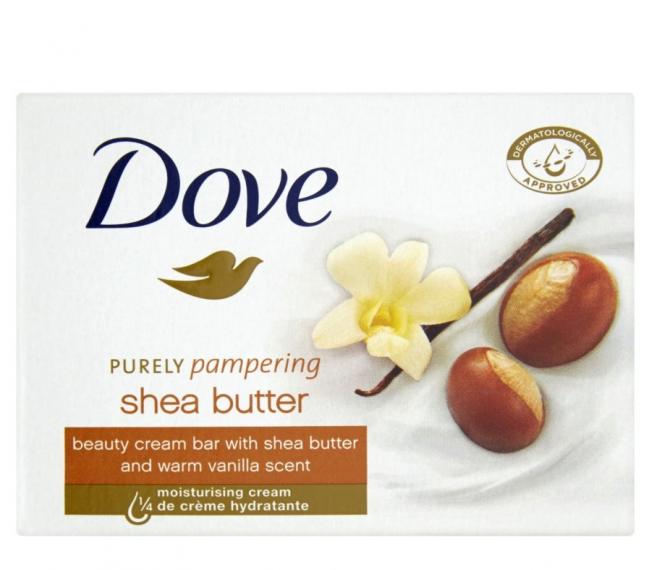 Dove
DERMATOLOGICALLY
APPROVED
PURELY pampering
shea butter
beauty cream bar with shea butter
and warm vanilla scent
moisturising cream
¼ de crème hydratante